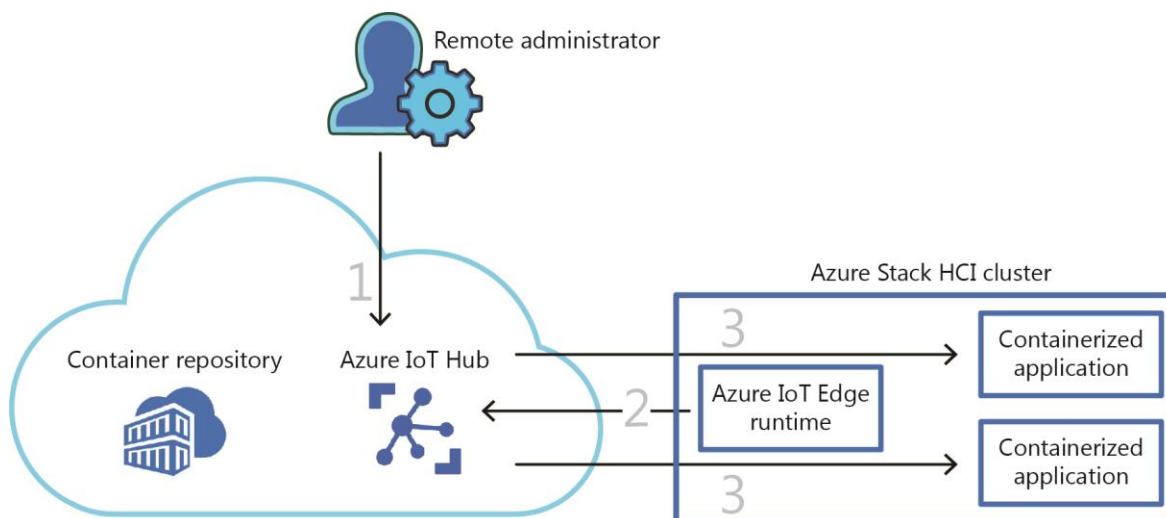 Remote administrator
1
Azure Stack HCI cluster
Container repository
Azure IoT Hub
3
Containerized
application
2
Azure IoT Edge
runtime
3
Containerized
application